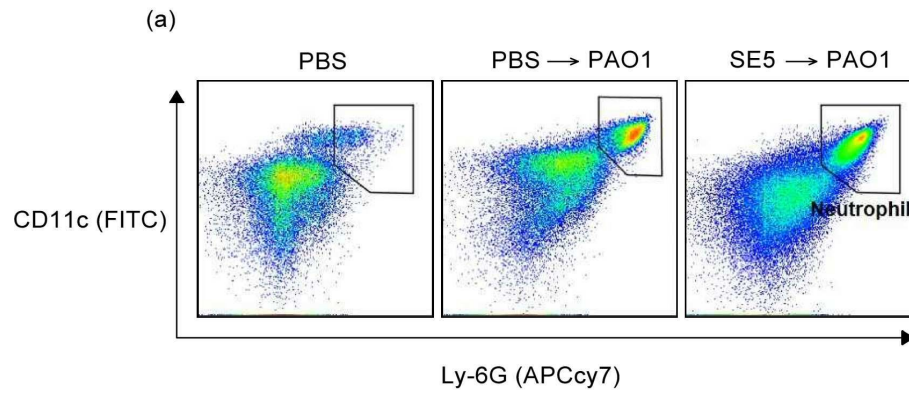 (a)
PBS
PBS → PAO1
SE5 → PAO1
CD11c (FITC)
Neutrophil
Ly-6G (APCcy7)